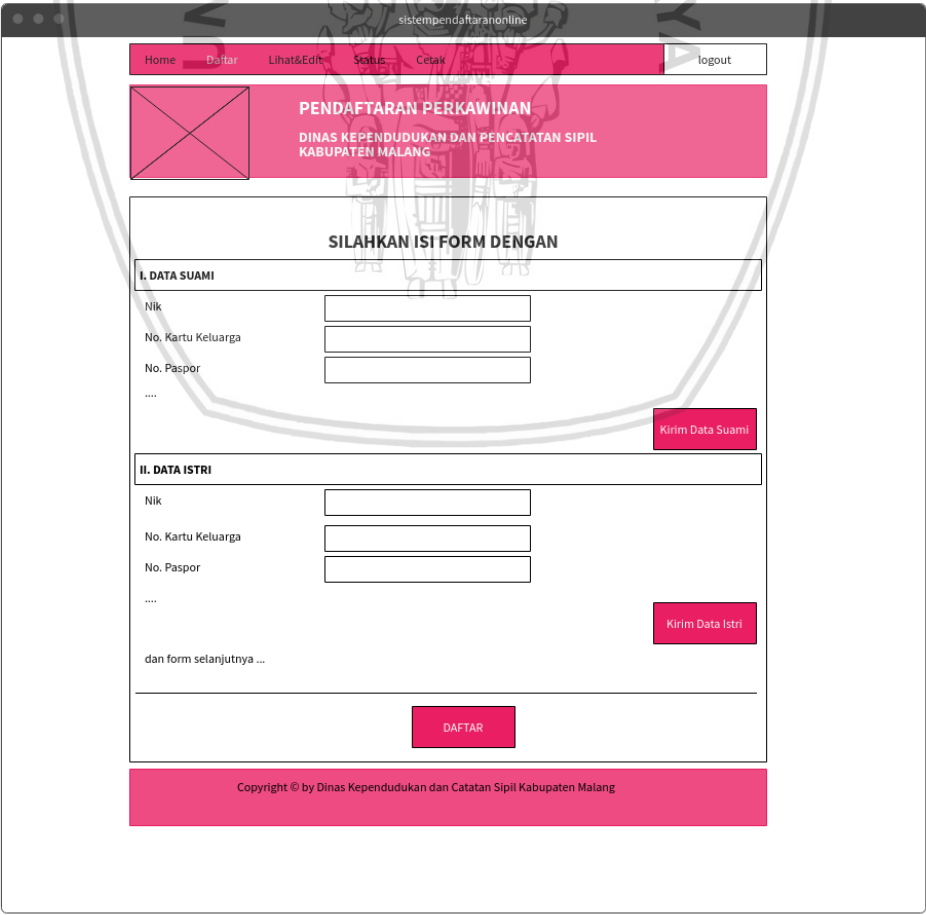 sistempendaftaranonline
Home Daftar Lihat&Edit Status Cetak logout
PENDAFTARAN PERKAWINAN
DINAS KEPENDUDUKAN DAN PENCATATAN SIPIL
KABUPATEN MALANG
SILAHKAN ISI FORM DENGAN
I. DATA SUAMI
Nik
No. Kartu Keluarga
No. Paspor
....
Kirim Data Suami
II. DATA ISTRI
Nik
No. Kartu Keluarga
No. Paspor
....
Kirim Data Istri
dan form selanjutnya ...
DAFTAR
Copyright © by Dinas Kependudukan dan Catatan Sipil Kabupaten Malang